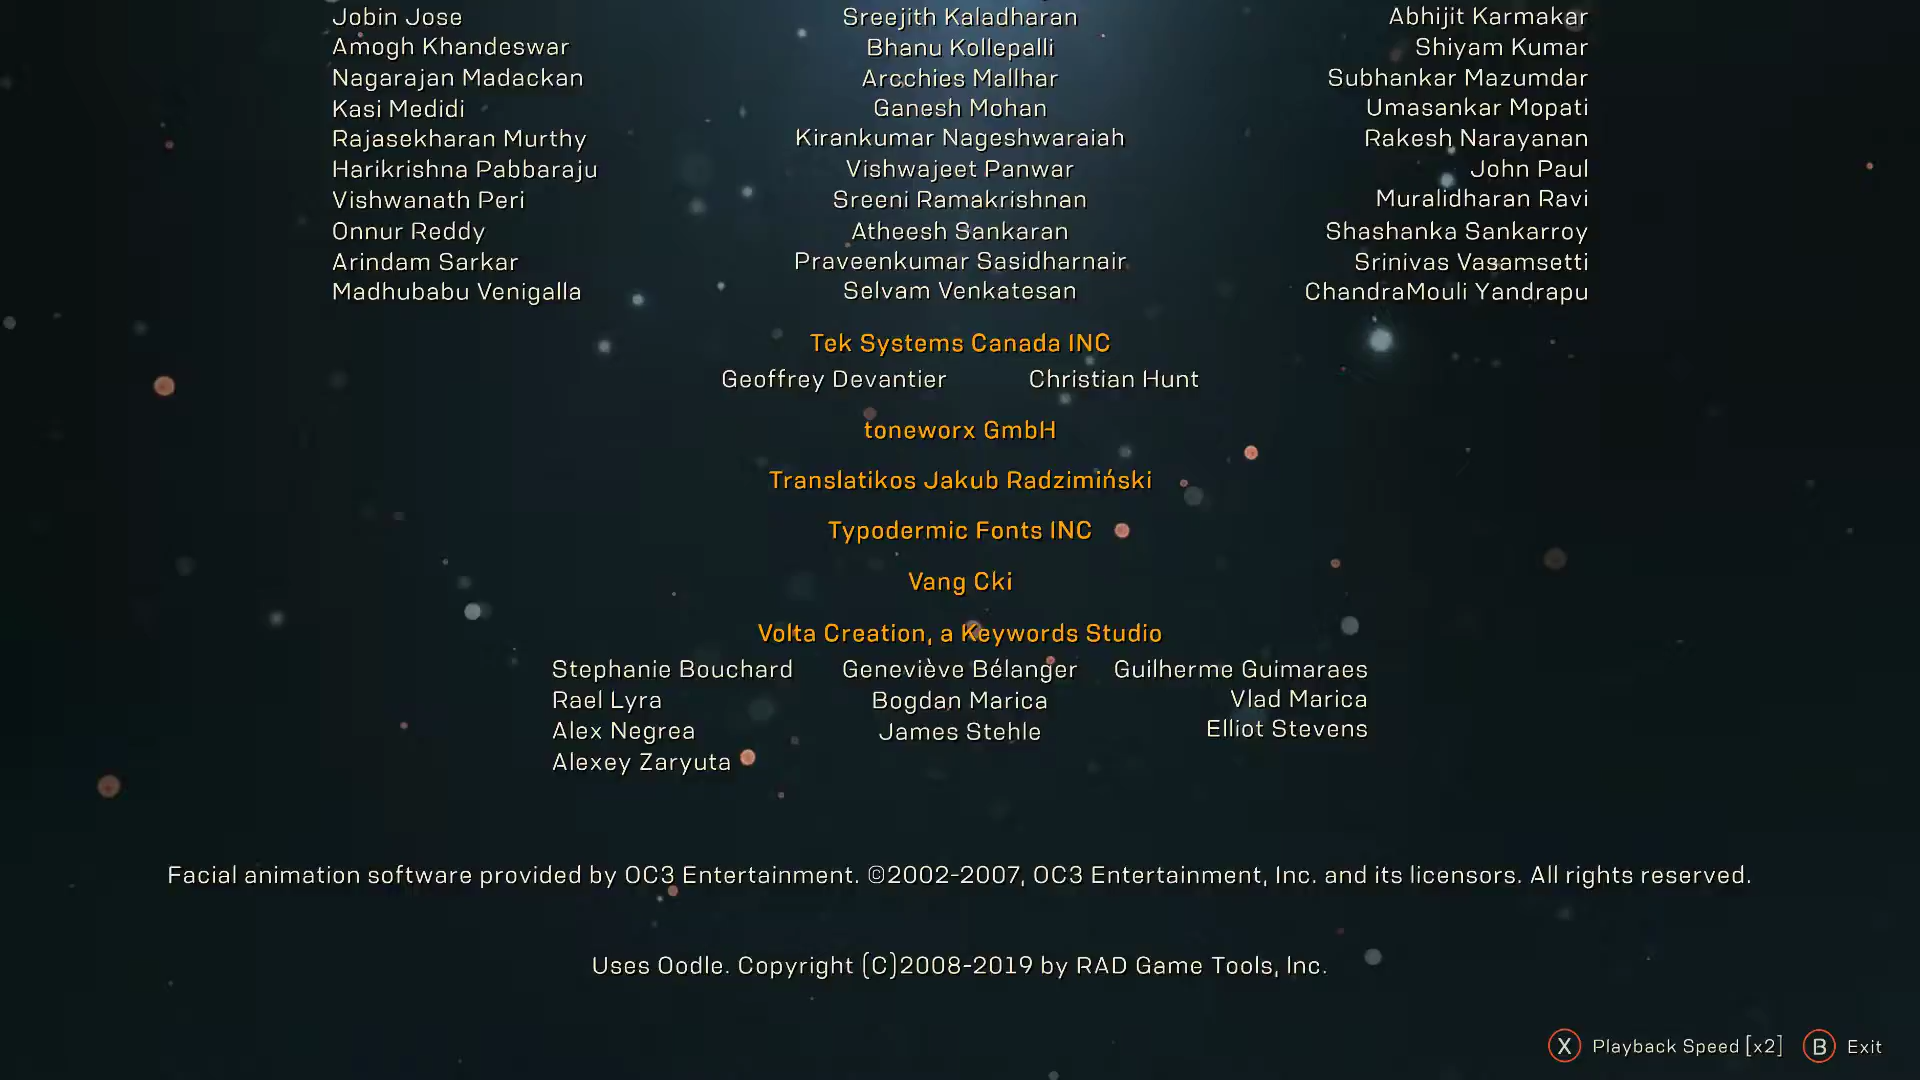 Jobin Jose Sreejith Kaladharan Abhijit Karmakar
Amogh Khandeswar Bhanu Kollepalli Shiyam Kumar
Nagarajan Madackan Arcchies Mallhar Subhankar Mazumdar
Kasi Medidi Ganesh Mohan Umasankar Mopati
Rajasekharan Murthy Kirankumar Nageshwaraiah Rakesh Narayanan
Harikrishna Pabbaraju Vishwajeet Panwar John Paul
Vishwanath Peri Sreeni Ramakrishnan Muralidharan Ravi
Onnur Reddy Atheesh Sankaran Shashanka Sankarroy
Arindam Sarkar Praveenkumar Sasidharnair Srinivas Vasamsetti
Madhubabu Venigalla Selvam Venkatesan ChandraMouli Yandrapu
Tek Systems Canada INC
Geoffrey Devantier Christian Hunt
toneworx GmbH
Translatikos Jakub Radzimiński
Typodermic Fonts INC
Vang Cki
Volta Creation, a Keywords Studio
Stephanie Bouchard Geneviève Bélanger Guilherme Guimaraes
Rael Lyra Bogdan Marica Vlad Marica
Alex Negrea James Stehle Elliot Stevens
Alexey Zaryuta
Facial animation software provided by OC3 Entertainment. ©2002-2007, OC3 Entertainment, Inc. and its licensors. All rights reserved.
Uses Oodle. Copyright (C)2008-2019 by RAD Game Tools, Inc.
X Playback Speed [x2] B Exit